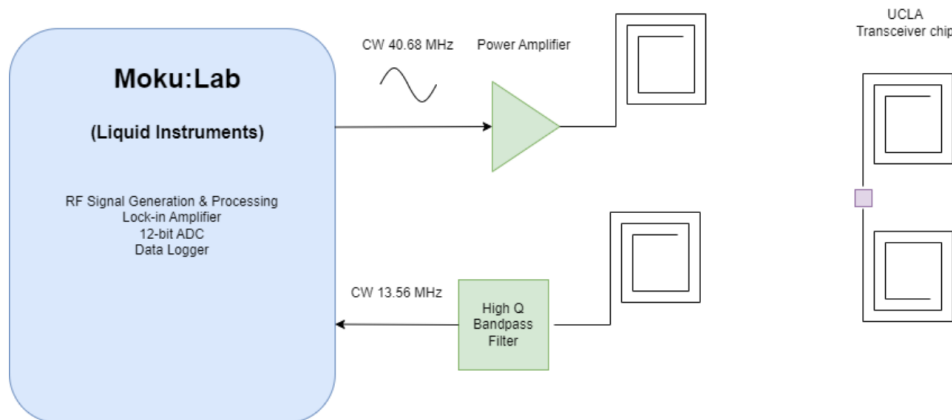 Moku:Lab
(Liquid Instruments)
RF Signal Generation & Processing
Lock-in Amplifier
12-bit ADC
Data Logger
CW 40.68 MHz
Power Amplifier
CW 13.56 MHz
High Q
Bandpass
Filter
UCLA
Transceiver chip